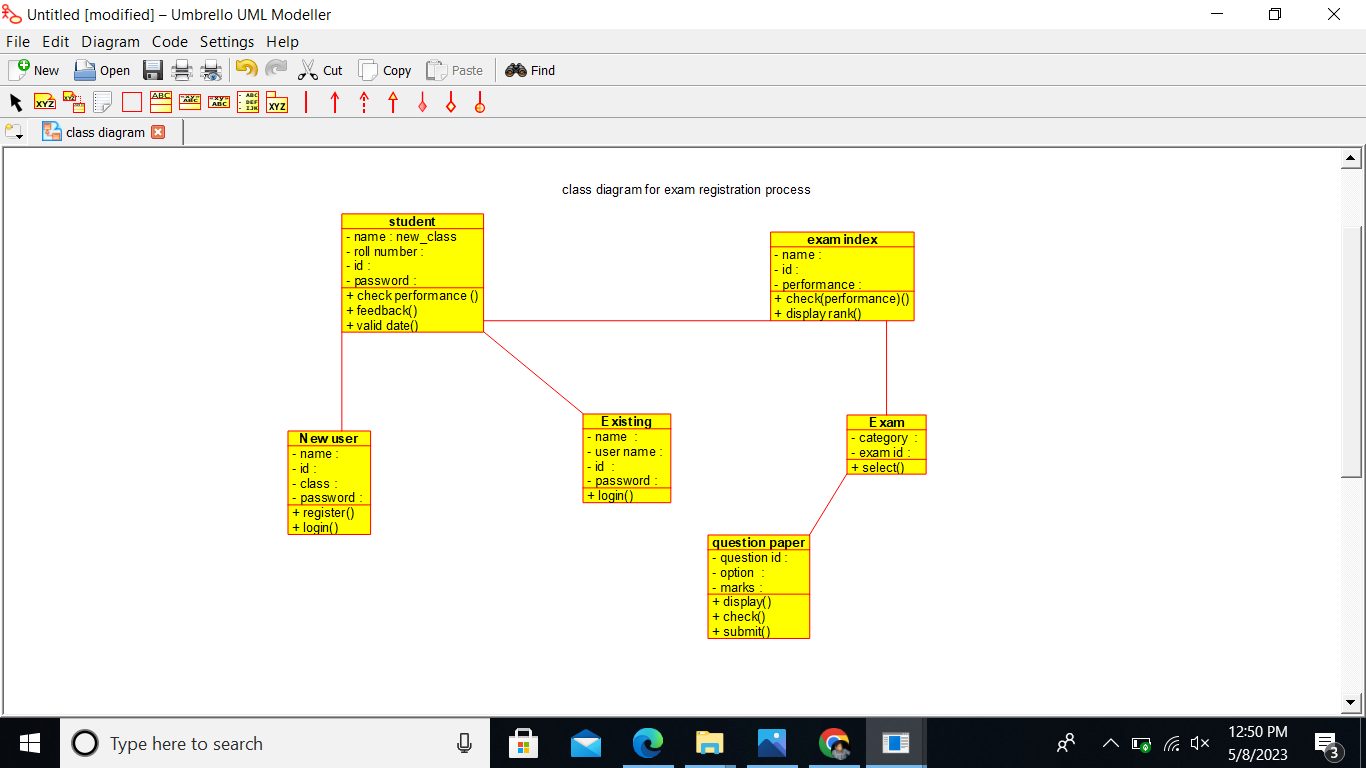 Untitled [modified] – Umbrello UML Modeller
File Edit Diagram Code Settings Help
New Open Cut Copy Paste Find
class diagram
class diagram for exam registration process
student
- name : new_class
- roll number :
- id :
- password :
+ check performance ()
+ feedback()
+ valid date()
exam index
- name :
- id :
- performance :
+ check(performance)()
+ display rank()
New user
- name :
- id :
- class :
- password :
+ register()
+ login()
Existing
- name :
- user name :
- id :
- password :
+ login()
Exam
- category :
- exam id :
+ select()
question paper
- question id :
- option :
- marks :
+ display()
+ check()
+ submit()
Type here to search
12:50 PM
5/8/2023
3